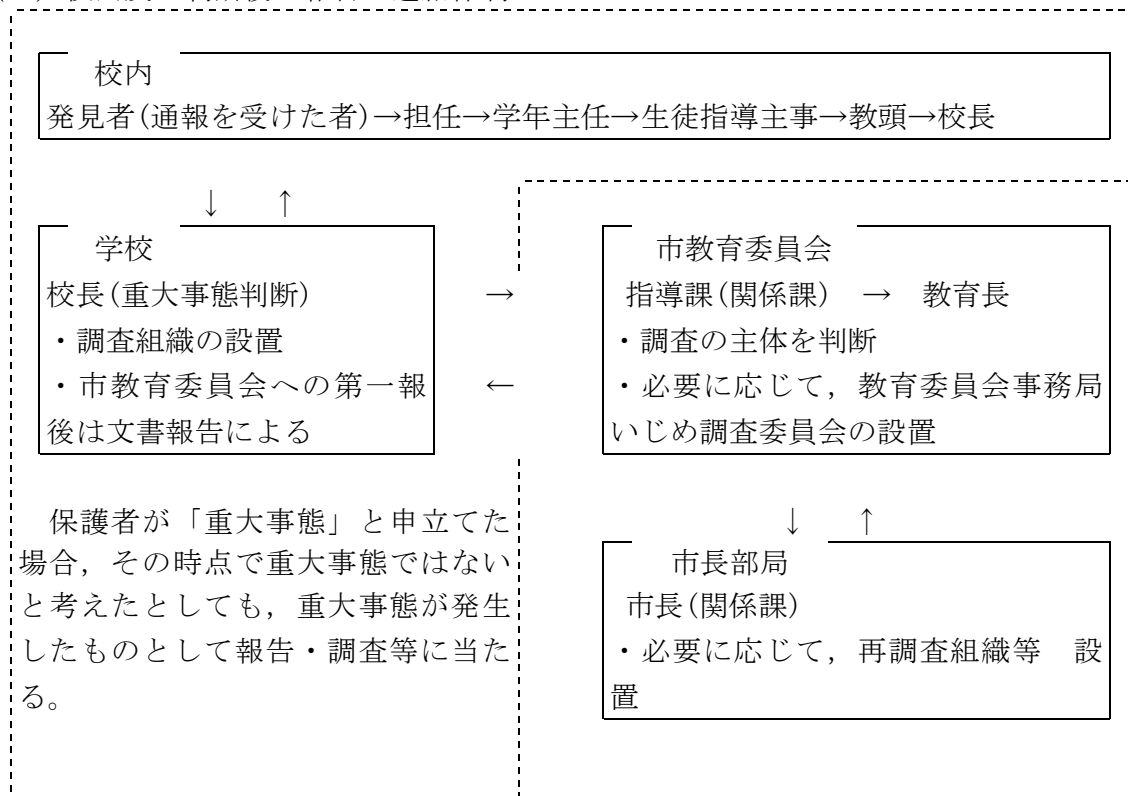 校内
発見者(通報を受けた者)→担任→学年主任→生徒指導主事→教頭→校長
↓ ↑
学校
校長(重大事態判断)
・調査組織の設置
・市教育委員会への第一報
後は文書報告による
→
←
市教育委員会
指導課(関係課) → 教育長
・調査の主体を判断
・必要に応じて，教育委員会事務局
いじめ調査委員会の設置
保護者が「重大事態」と申立てた
場合，その時点で重大事態ではない
と考えたとしても，重大事態が発生
したものとして報告・調査等に当た
る。
↓ ↑
市長部局
市長(関係課)
・必要に応じて，再調査組織等 設
置